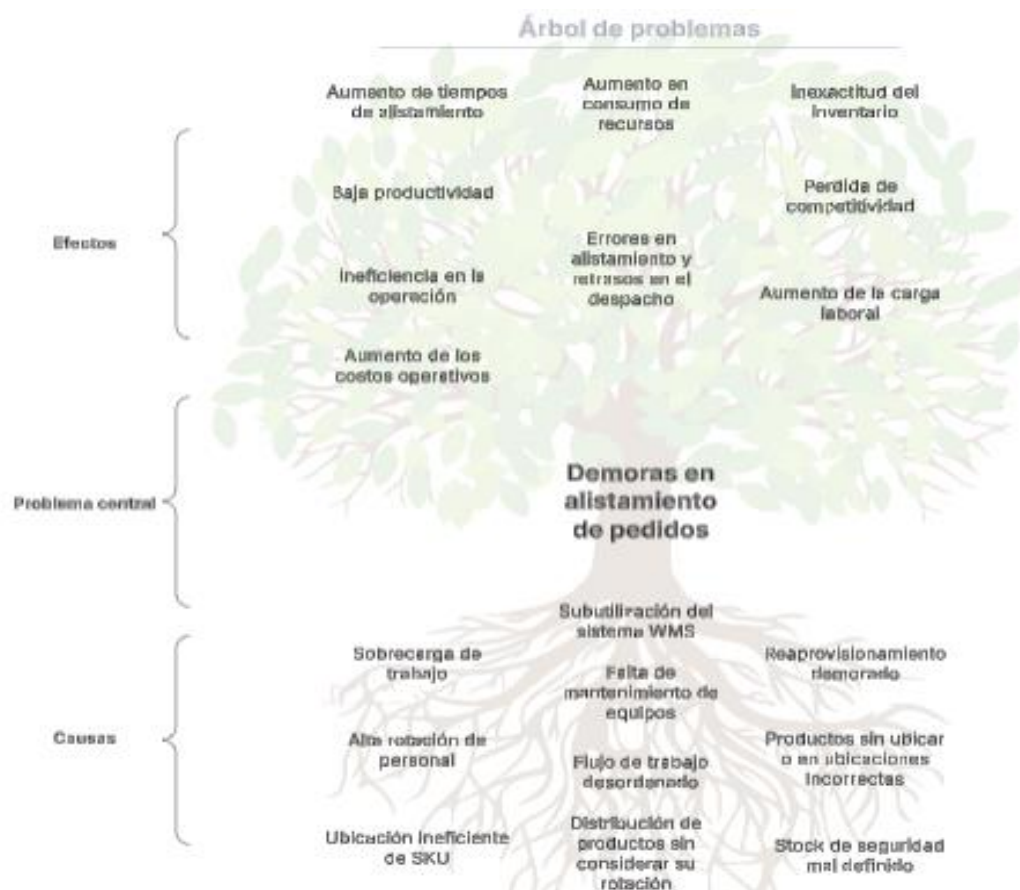 Árbol de problemas
Aumento de tiempos
de alistamiento
Aumento en
consumo de
recursos
Inexactitud del
inventario
Baja productividad
Perdida de
competitividad
Efectos
Errores en
alistamiento y
retrasos en el
despacho
Ineficiencia en la
operación
Aumento de la carga
laboral
Aumento de los
costos operativos
Problema central
Demoras en
alistamiento
de pedidos
Subutilización del
sistema WMS
Sobrecarga de
trabajo
Falta de
mantenimiento de
equipos
Reaprovisionamiento
demorado
Causas
Alta rotación de
personal
Flujo de trabajo
desordenado
Productos sin ubicar
o en ubicaciones
incorrectas
Ubicación ineficiente
de SKU
Distribución de
productos sin
considerar su
rotación
Stock de seguridad
mal definido